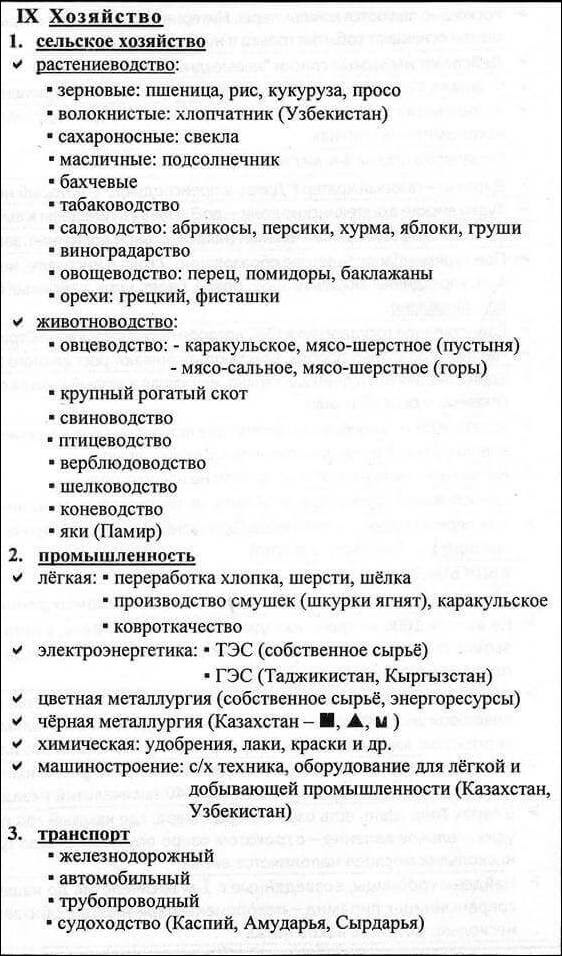 IX Хозяйство
1. сельское хозяйство
✓ растениеводство:
▪ зерновые: пшеница, рис, кукуруза, просо
▪ волокнистые: хлопчатник (Узбекистан)
▪ сахароносные: свекла
▪ масличные: подсолнечник
▪ бахчевые
▪ табаководство
▪ садоводство: абрикосы, персики, хурма, яблоки, груши
▪ виноградарство
▪ овощеводство: перец, помидоры, баклажаны
▪ орехи: грецкий, фисташки
✓ животноводство:
▪ овцеводство: - каракульское, мясо-шерстное (пустыня)
- мясо-сальное, мясо-шерстное (горы)
▪ крупный рогатый скот
▪ свиноводство
▪ птицеводство
▪ верблюдоводство
▪ шелководство
▪ коневодство
▪ яки (Памир)
2. промышленность
✓ лёгкая: ▪ переработка хлопка, шерсти, шёлка
▪ производство смушек (шкурки ягнят), каракульское
▪ ковроткачество
✓ электроэнергетика: ▪ ТЭС (собственное сырьё)
▪ ГЭС (Таджикистан, Кыргызстан)
✓ цветная металлургия (собственное сырьё, энергоресурсы)
✓ чёрная металлургия (Казахстан – ■, ▲, м )
✓ химическая: удобрения, лаки, краски и др.
✓ машиностроение: с/х техника, оборудование для лёгкой и
добывающей промышленности (Казахстан,
Узбекистан)
3. транспорт
▪ железнодорожный
▪ автомобильный
▪ трубопроводный
▪ судоходство (Каспий, Амударья, Сырдарья)